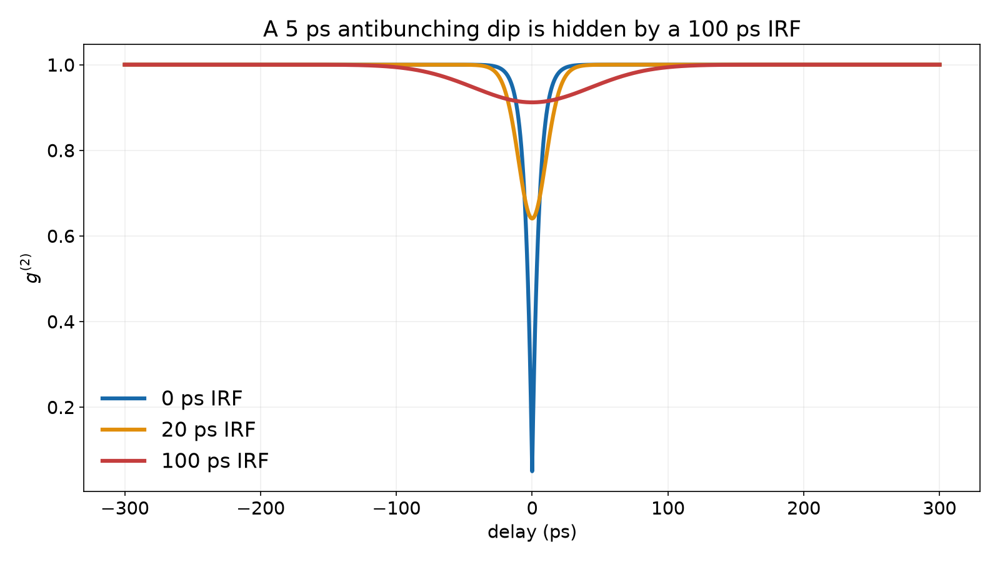 A 5 ps antibunching dip is hidden by a 100 ps IRF
1.0
0.8
0.6
0.4
0.2
g^{(2)}
0 ps IRF
20 ps IRF
100 ps IRF
−300
−200
−100
0
100
200
300
delay (ps)